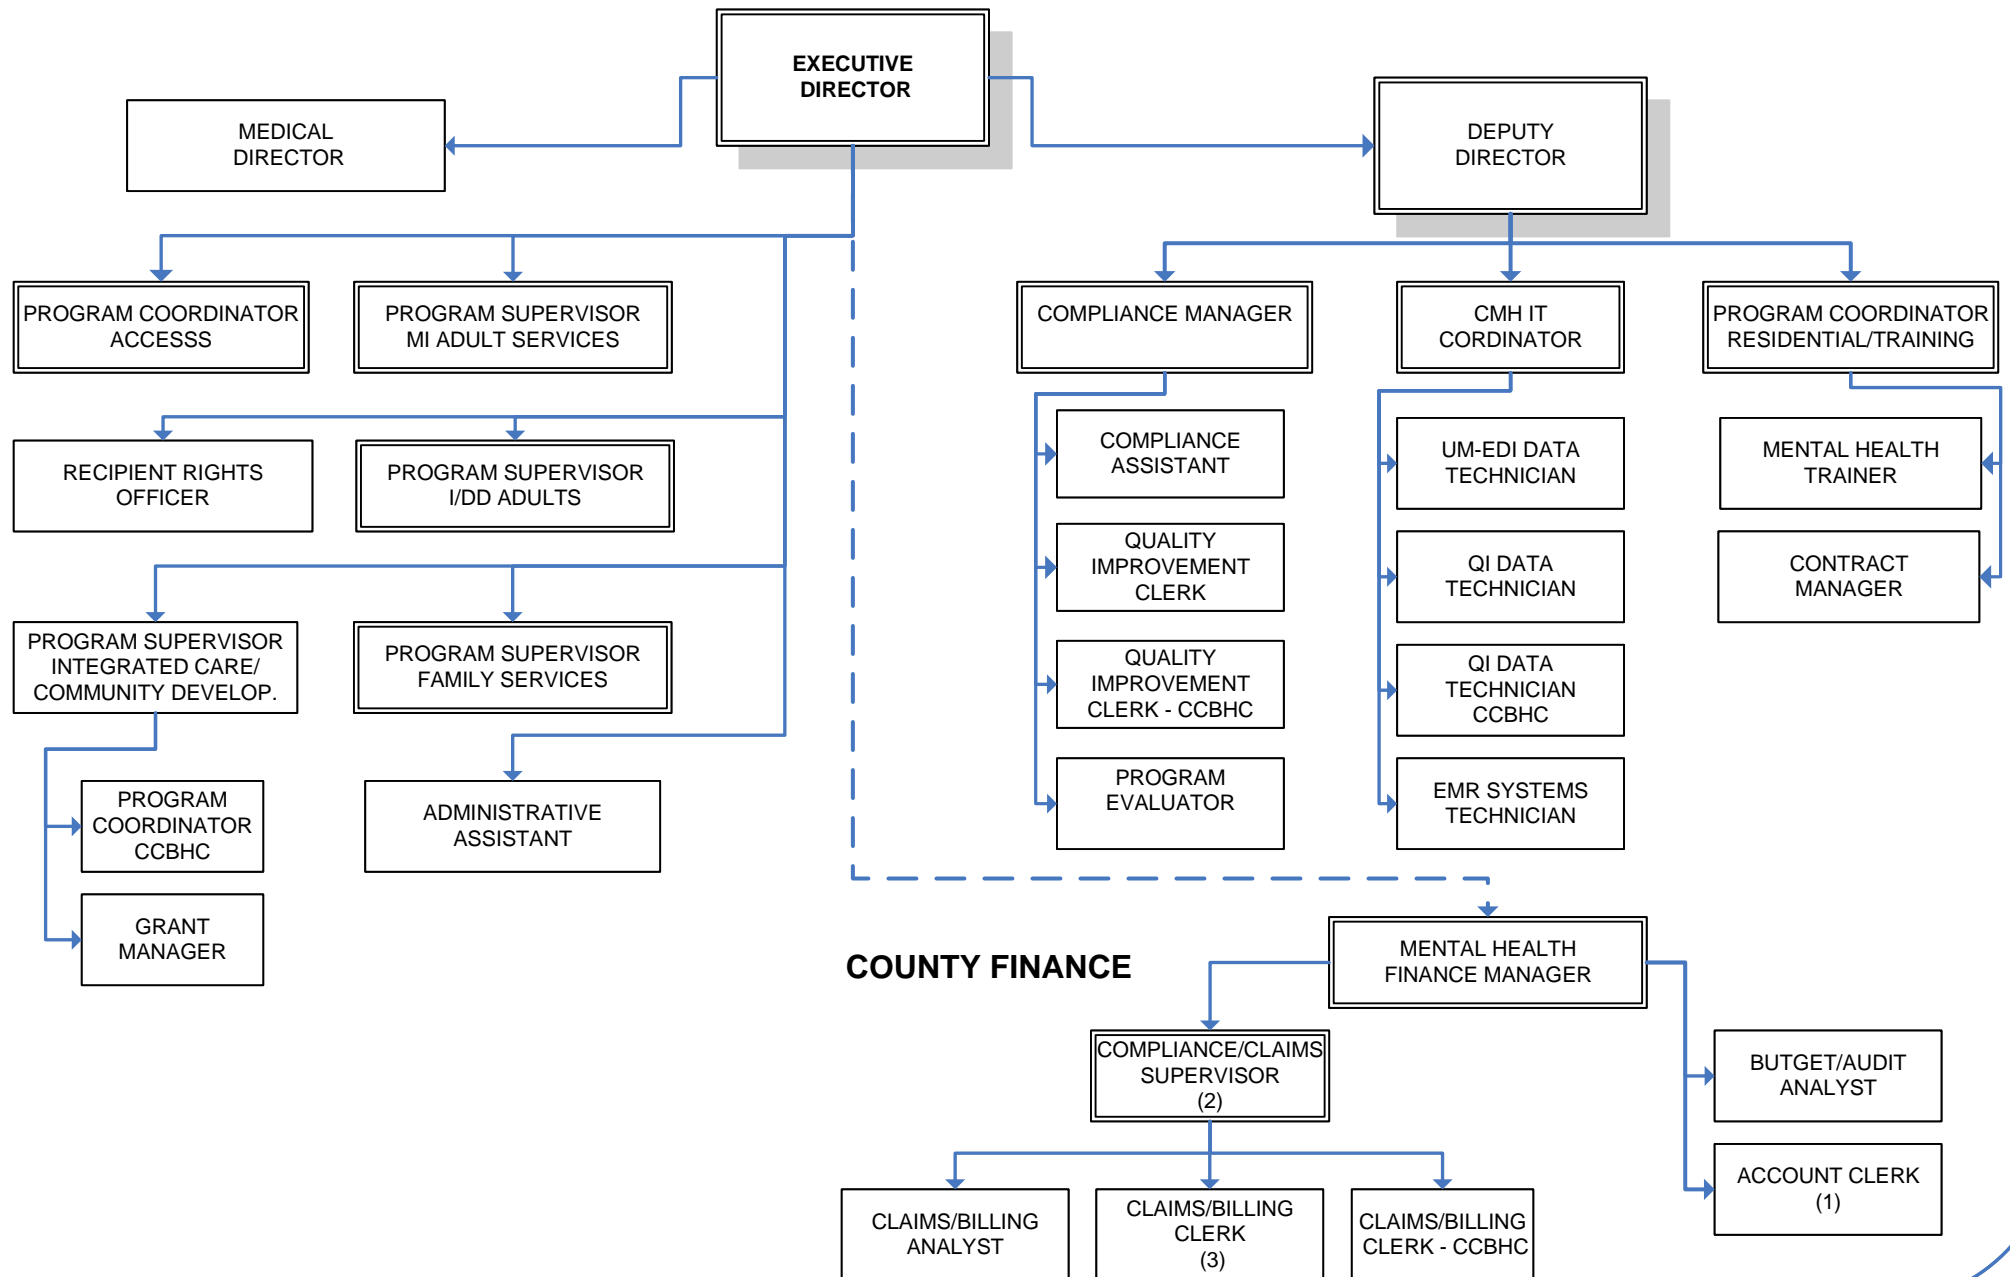 EXECUTIVE
DIRECTOR
MEDICAL
DIRECTOR
DEPUTY
DIRECTOR
PROGRAM COORDINATOR
ACCESSS
PROGRAM SUPERVISOR
MI ADULT SERVICES
COMPLIANCE MANAGER
CMH IT
CORDINATOR
PROGRAM COORDINATOR
RESIDENTIAL/TRAINING
RECIPIENT RIGHTS
OFFICER
PROGRAM SUPERVISOR
I/DD ADULTS
COMPLIANCE
ASSISTANT
UM-EDI DATA
TECHNICIAN
MENTAL HEALTH
TRAINER
QUALITY
IMPROVEMENT
CLERK
QI DATA
TECHNICIAN
CONTRACT
MANAGER
PROGRAM SUPERVISOR
INTEGRATED CARE/
COMMUNITY DEVELOP.
PROGRAM SUPERVISOR
FAMILY SERVICES
QUALITY
IMPROVEMENT
CLERK - CCBHC
QI DATA
TECHNICIAN
CCBHC
PROGRAM
COORDINATOR
CCBHC
ADMINISTRATIVE
ASSISTANT
PROGRAM
EVALUATOR
EMR SYSTEMS
TECHNICIAN
GRANT
MANAGER
COUNTY FINANCE
MENTAL HEALTH
FINANCE MANAGER
COMPLIANCE/CLAIMS
SUPERVISOR
(2)
BUTGET/AUDIT
ANALYST
ACCOUNT CLERK
(1)
CLAIMS/BILLING
ANALYST
CLAIMS/BILLING
CLERK
(3)
CLAIMS/BILLING
CLERK - CCBHC